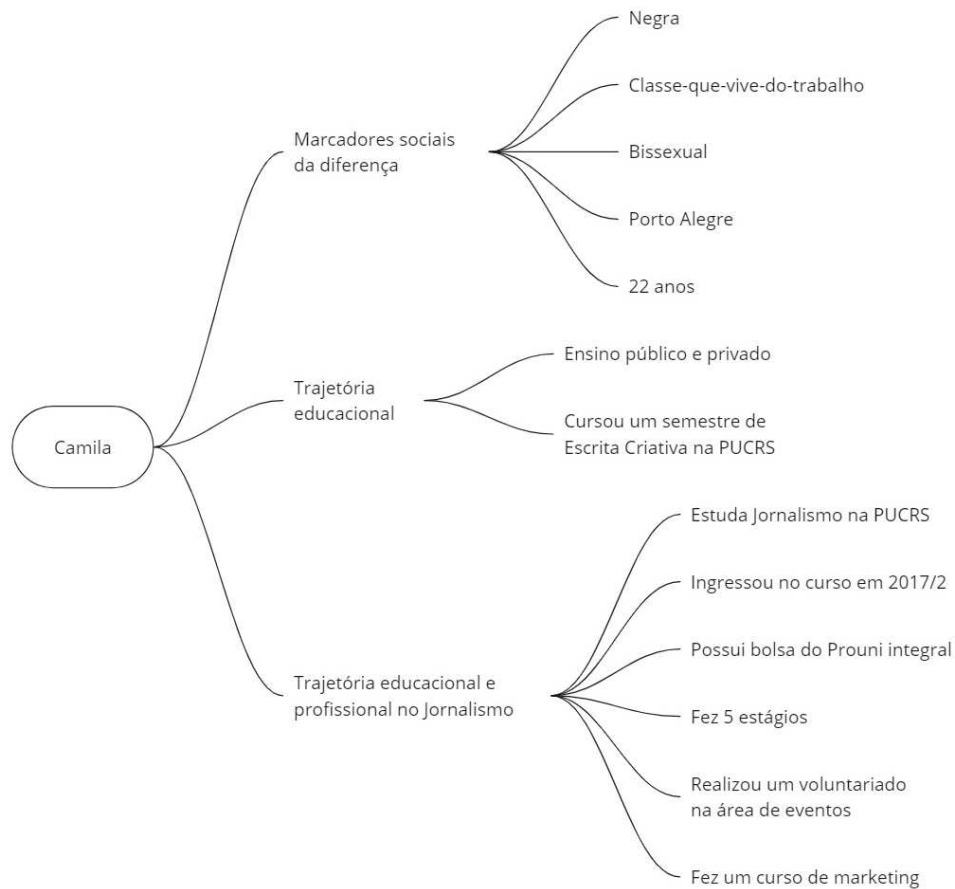 Camila
Marcadores sociais
da diferença
Negra
Classe-que-vive-do-trabalho
Bissexual
Porto Alegre
22 anos
Trajetória
educacional
Ensino público e privado
Cursou um semestre de
Escrita Criativa na PUCRS
Trajetória educacional e
profissional no Jornalismo
Estuda Jornalismo na PUCRS
Ingressou no curso em 2017/2
Possui bolsa do Prouni integral
Fez 5 estágios
Realizou um voluntariado
na área de eventos
Fez um curso de marketing